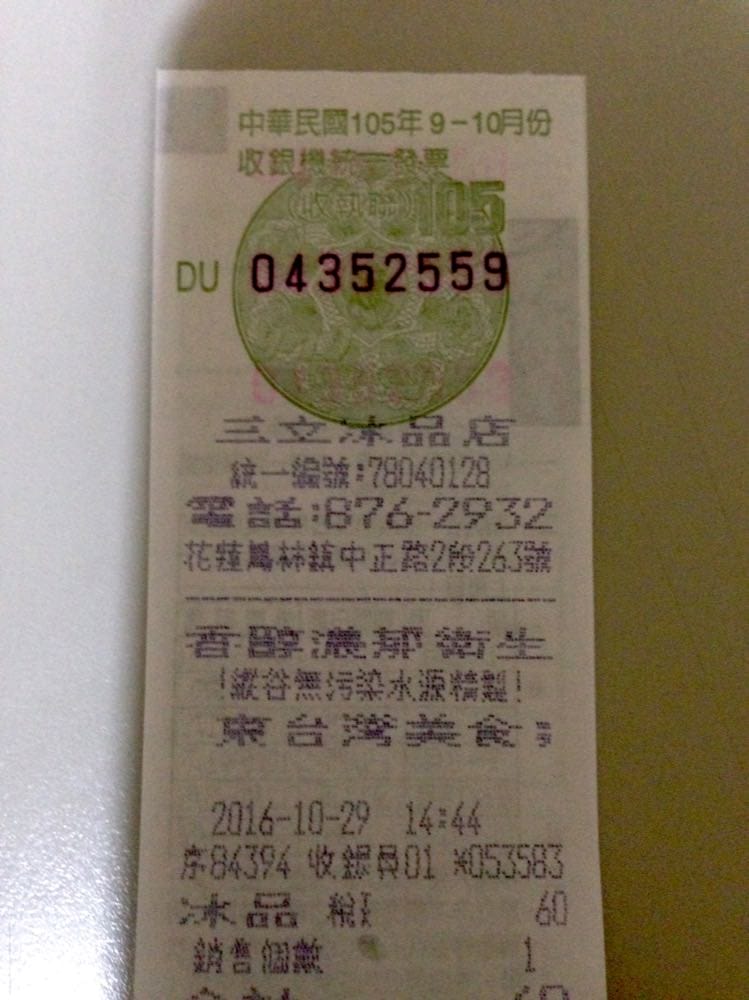 中華民國105年9-10月份
收銀機統一發票
(收執聯) 105
DU 04352559
三立冰品店
統一編號:78040128
電話:876-2932
花蓮鳳林鎮中正路2段263號
香醇濃郁衛生
!縱谷無污染水源精製!
東台灣美食;
2016-10-29 14:44
序84394 收銀員01 *053583
冰品 稅I 60
銷售個數 1